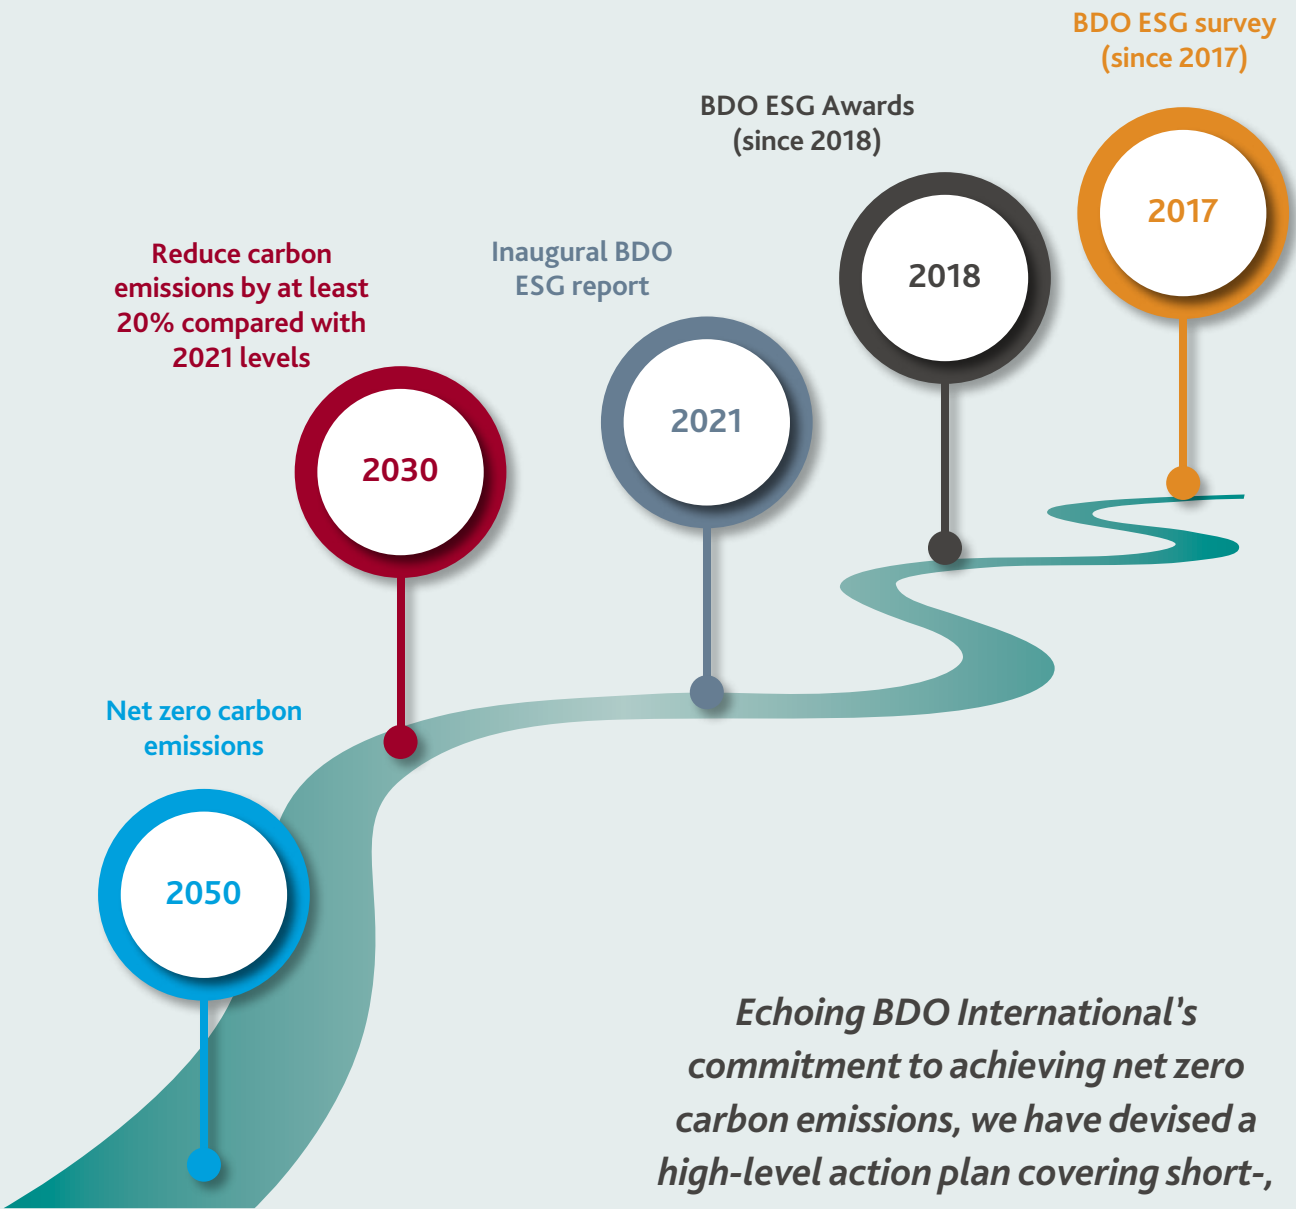 BDO ESG survey
(since 2017)
2017
BDO ESG Awards
(since 2018)
2018
Inaugural BDO
ESG report
2021
Reduce carbon
emissions by at least
20% compared with
2021 levels
2030
Net zero carbon
emissions
2050
Echoing BDO International's
commitment to achieving net zero
carbon emissions, we have devised a
high-level action plan covering short-,